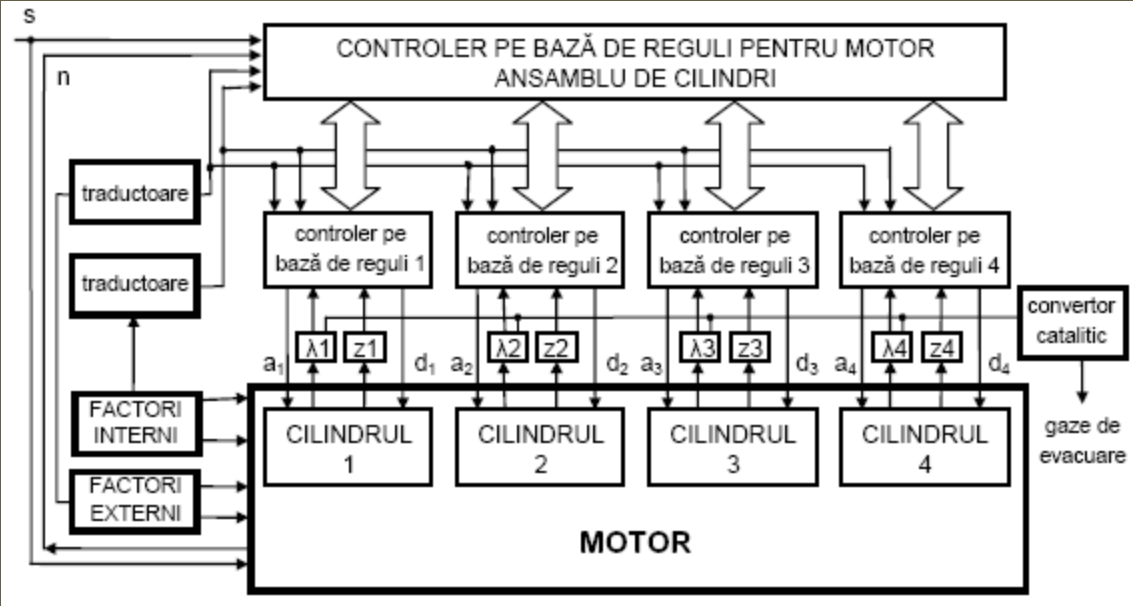 s
CONTROLER PE BAZĂ DE REGULI PENTRU MOTOR
ANSAMBLU DE CILINDRI
n
traductoare
traductoare
controler pe
bază de reguli 1
controler pe
bază de reguli 2
controler pe
bază de reguli 3
controler pe
bază de reguli 4
convertor
catalitic
λ1
z1
λ2
z2
λ3
z3
λ4
z4
a1
d1
a2
d2
a3
d3
a4
d4
FACTORI
INTERNI
CILINDRUL
1
CILINDRUL
2
CILINDRUL
3
CILINDRUL
4
gaze de
evacuare
FACTORI
EXTERNI
MOTOR